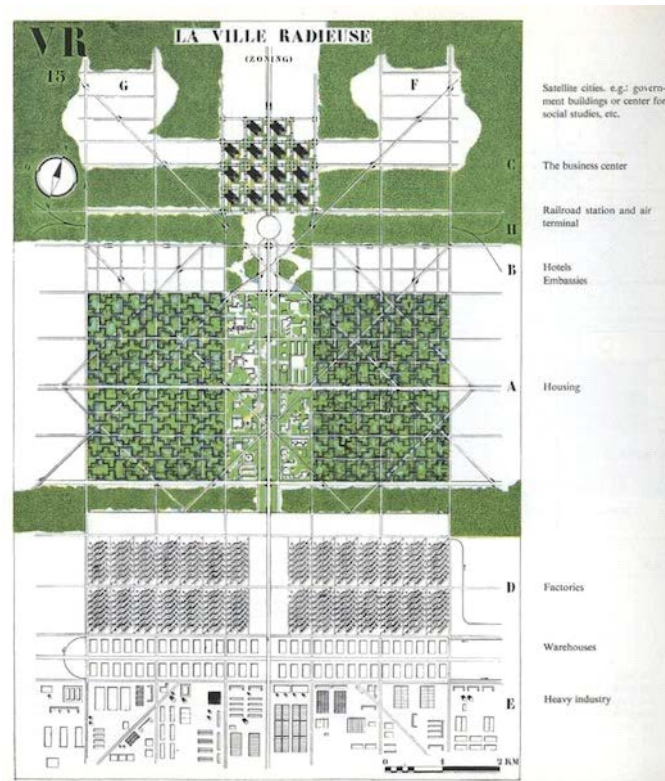 VR
15
LA VILLE RADIEUSE
(ZONING)
G
F
Satellite cities. e.g.: govern-
ment buildings or center for
social studies, etc.
C
The business center
Railroad station and air
terminal
H
B
Hotels
Embassies
A
Housing
D
Factories
Warehouses
E
Heavy industry
0 1 2 KM